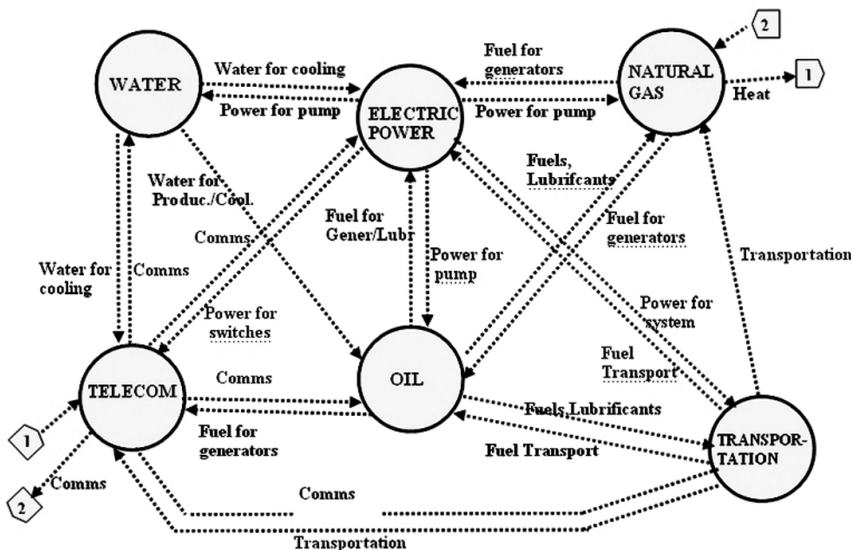 2
WATER
Water for cooling
Power for pump
ELECTRIC
POWER
Fuel for
generators
Power for pump
NATURAL
GAS
1
Heat
Water for
Produc./Cool.
Fuels,
Lubrifcants
Fuel for
Gener/Lubr
Fuel for
generators
Comms
Water for
cooling
Comms
Power for
pump
Transportation
Power for
switches
Power for
system
Fuel
Transport
TELECOM
Comms
OIL
Fuels,Lubrificants
Fuel for
generators
Fuel Transport
TRANSPOR-
TATION
1
2
Comms
Comms
Transportation